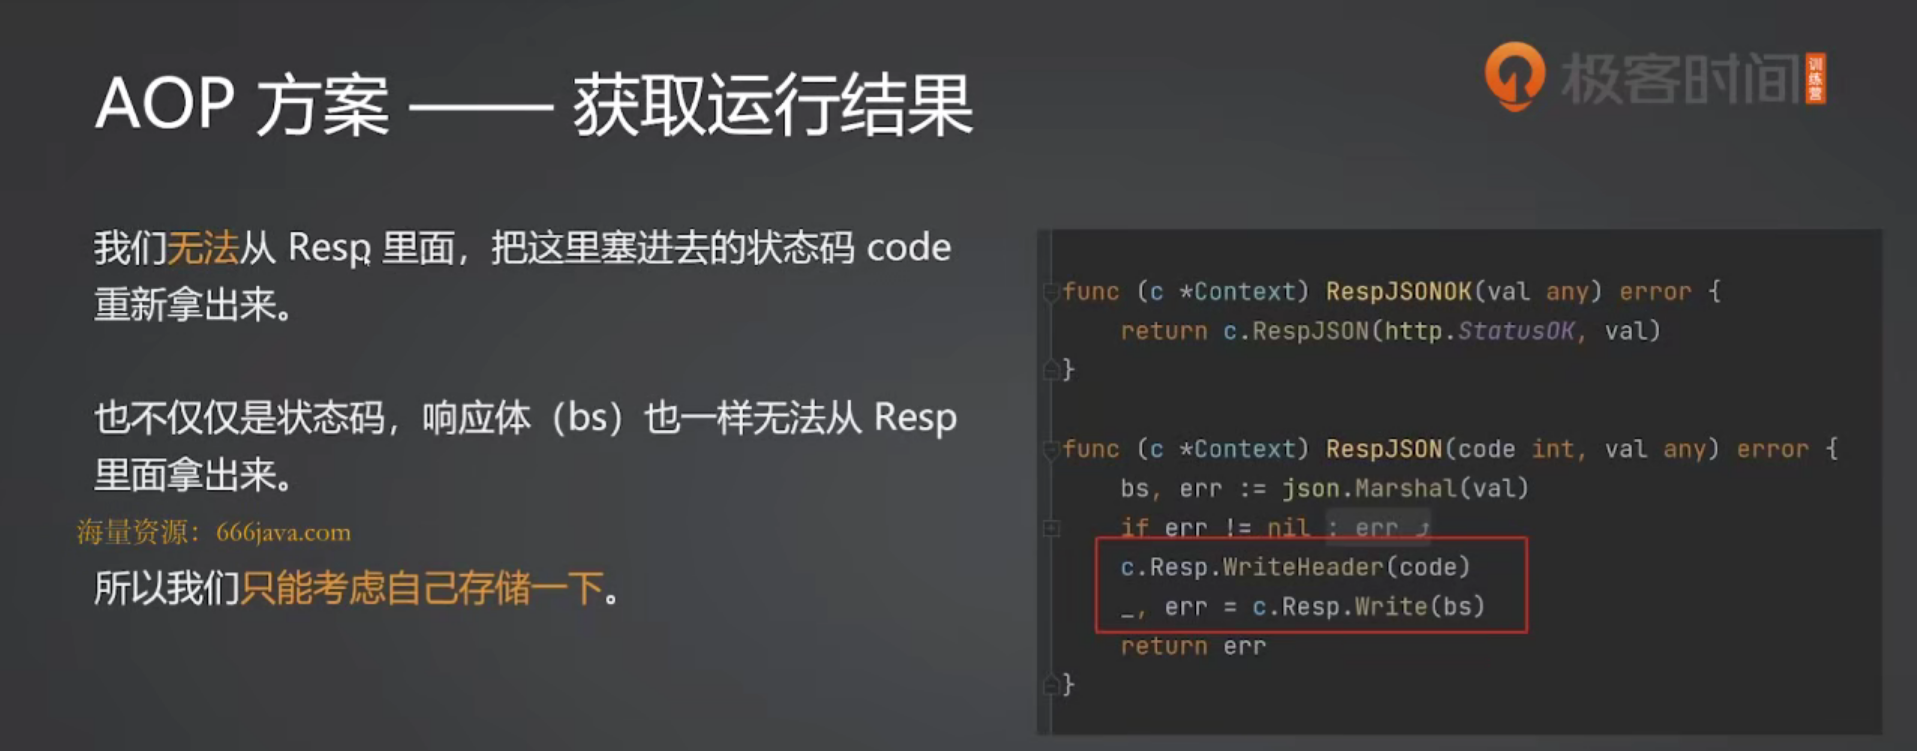 AOP 方案 —— 获取运行结果
极客时间
训练营
我们无法从 Resp 里面，把这里塞进去的状态码 code
重新拿出来。
也不仅仅是状态码，响应体（bs）也一样无法从 Resp
里面拿出来。
海量资源：666java.com
所以我们只能考虑自己存储一下。
func (c *Context) RespJSONOK(val any) error {
return c.RespJSON(http.StatusOK, val)
}
func (c *Context) RespJSON(code int, val any) error {
bs, err := json.Marshal(val)
if err != nil : err ⤴
c.Resp.WriteHeader(code)
_, err = c.Resp.Write(bs)
return err
}